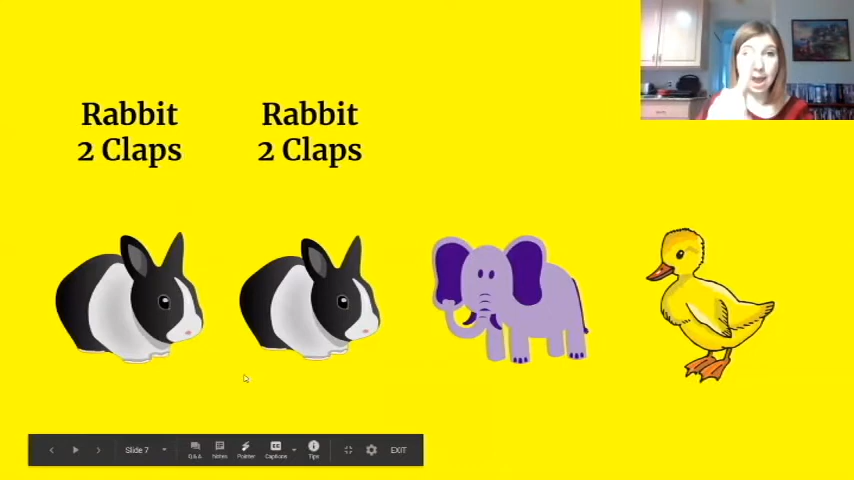 Rabbit
2 Claps
Rabbit
2 Claps
Slide 7
Q&A
Notes
Pointer
Captions
Tips
EXIT